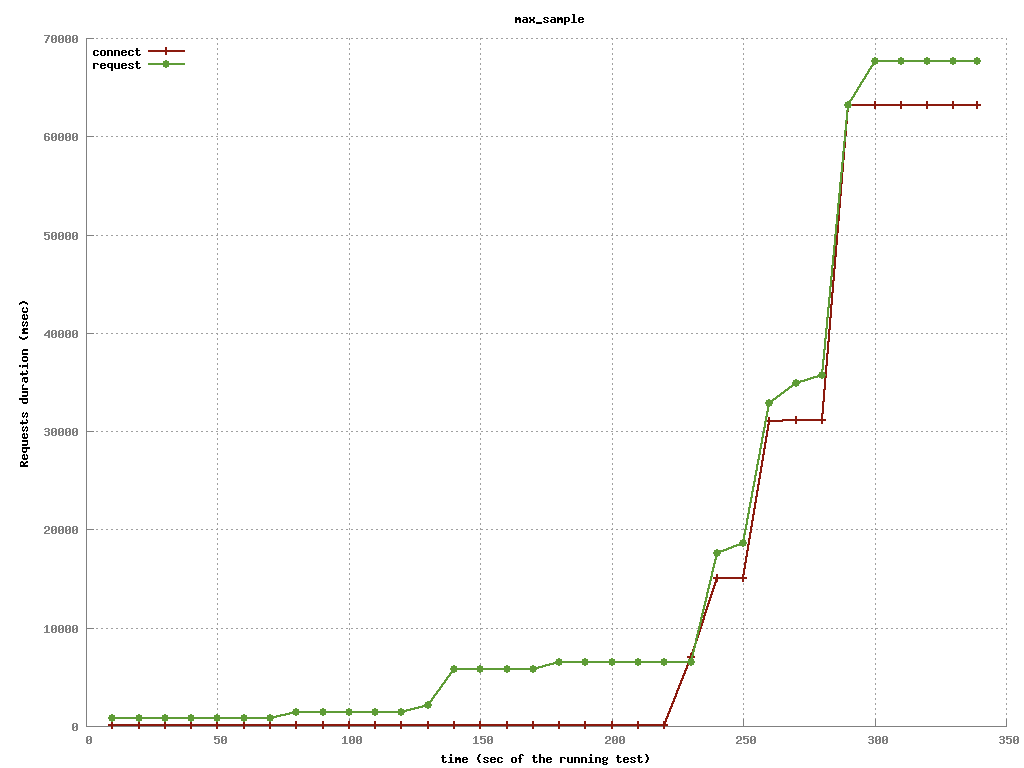 max_sample
connect
request
70000
60000
50000
40000
30000
20000
10000
0
Requests duration (msec)
0 50 100 150 200 250 300 350
time (sec of the running test)